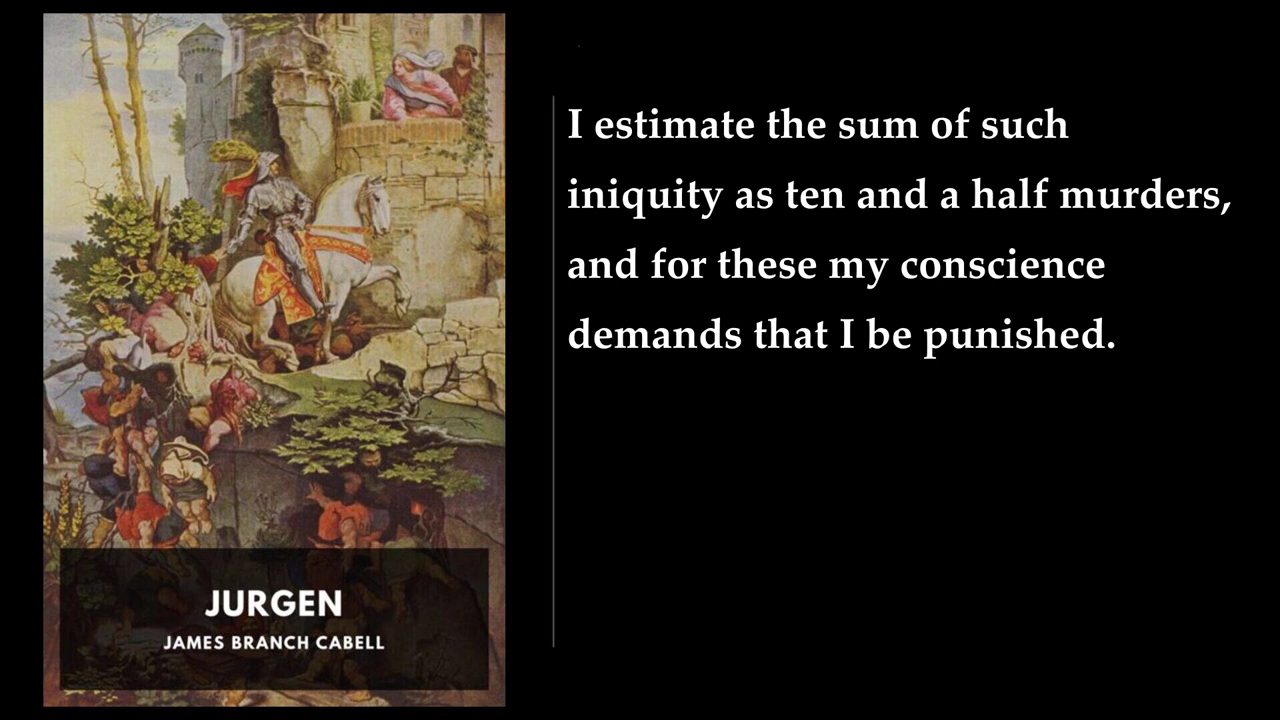 JURGEN
JAMES BRANCH CABELL
I estimate the sum of such
iniquity as ten and a half murders,
and for these my conscience
demands that I be punished.